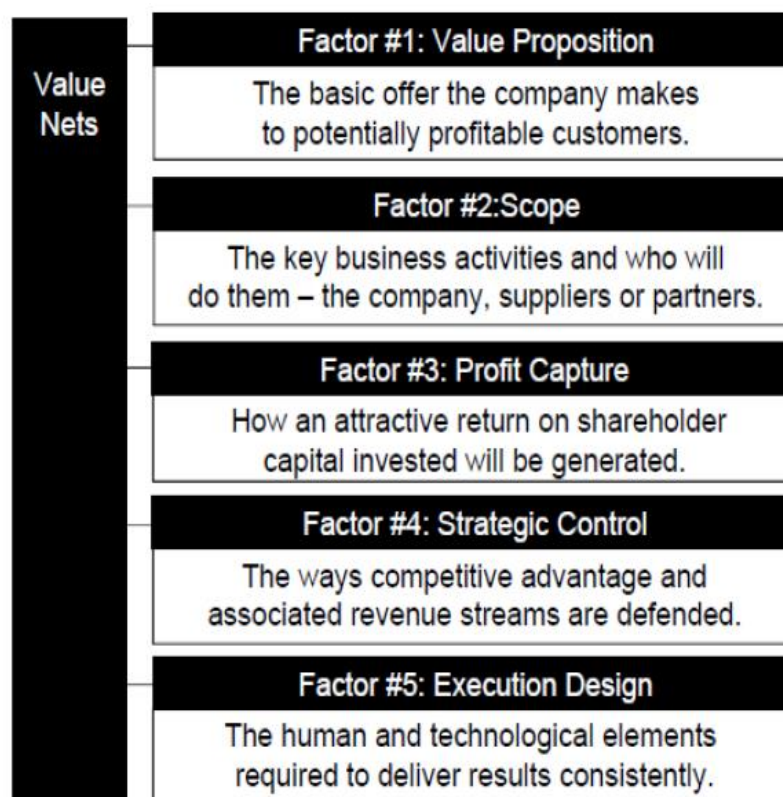 Value
Nets
Factor #1: Value Proposition
The basic offer the company makes
to potentially profitable customers.
Factor #2:Scope
The key business activities and who will
do them – the company, suppliers or partners.
Factor #3: Profit Capture
How an attractive return on shareholder
capital invested will be generated.
Factor #4: Strategic Control
The ways competitive advantage and
associated revenue streams are defended.
Factor #5: Execution Design
The human and technological elements
required to deliver results consistently.